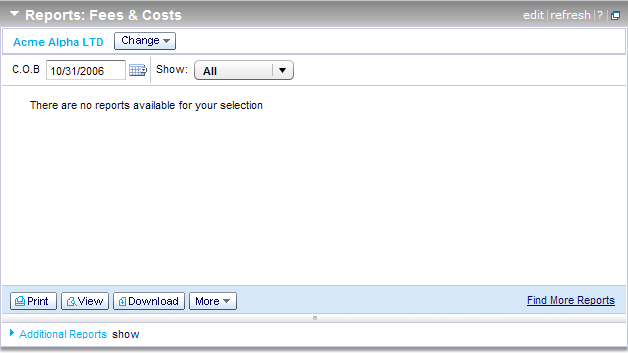 Reports: Fees & Costs edit | refresh | ?
Acme Alpha LTD Change
C.O.B 10/31/2006 Show: All
There are no reports available for your selection
Print View Download More Find More Reports
Additional Reports show